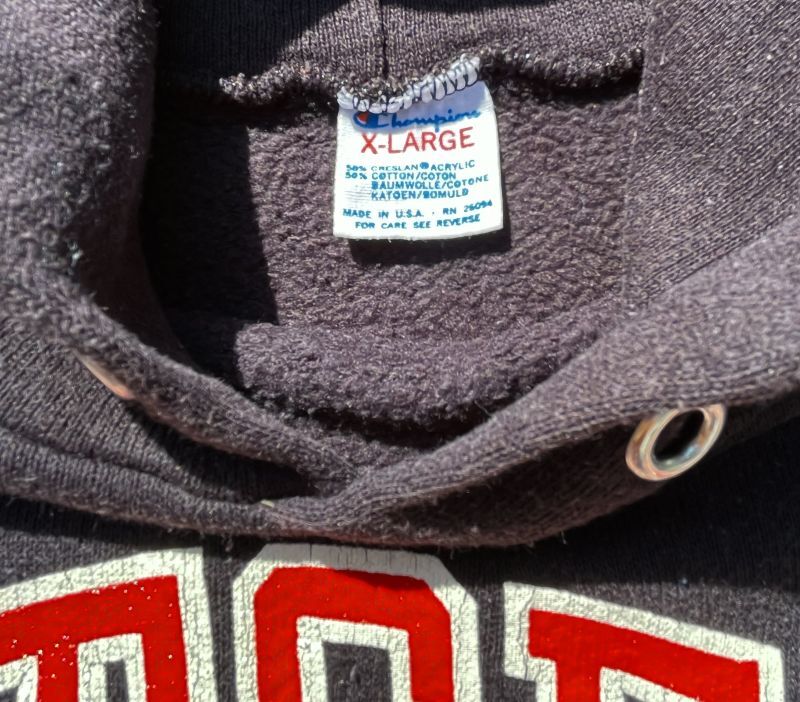 Champion
X-LARGE
50% CRESLAN® ACRYLIC
50% COTTON/COTON
BAUMWOLLE/COTONE
KATOEN/BOMULD
MADE IN U.S.A. · RN 26094
FOR CARE SEE REVERSE